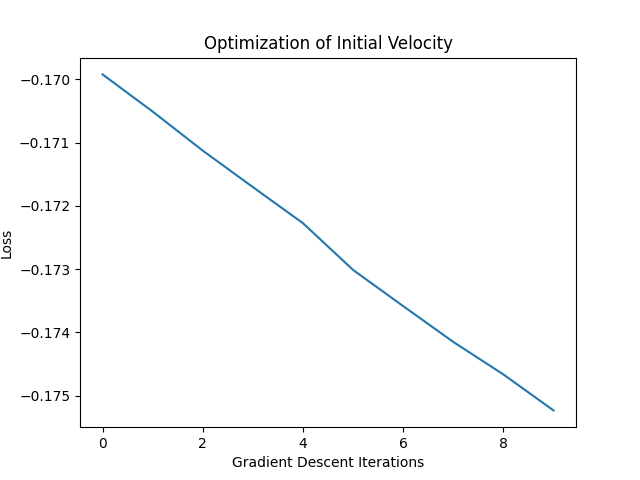 Optimization of Initial Velocity
−0.170
−0.171
−0.172
−0.173
−0.174
−0.175
Loss
0 2 4 6 8
Gradient Descent Iterations